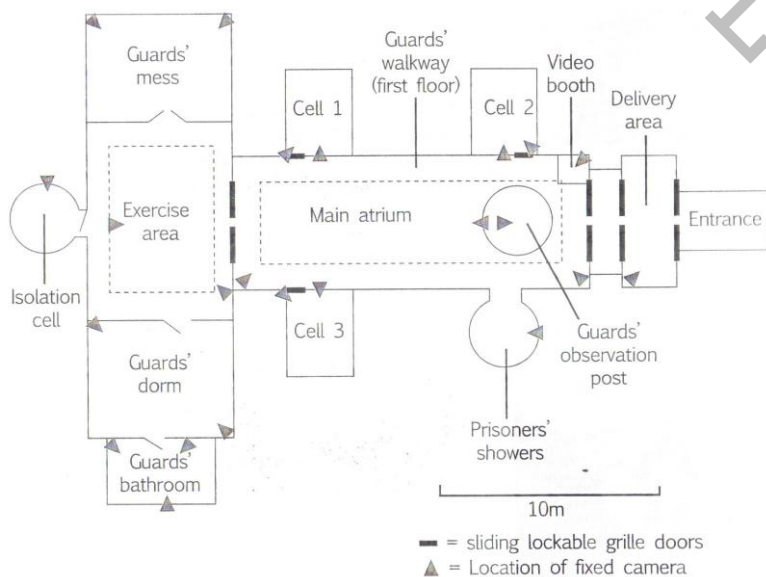 Guards'
mess
Guards'
walkway
(first floor)
Video
booth
Delivery
area
Cell 1
Cell 2
Exercise
area
Main atrium
Entrance
Isolation
cell
Cell 3
Guards'
observation
post
Guards'
dorm
Prisoners'
showers
Guards'
bathroom
10m
= sliding lockable grille doors
= Location of fixed camera